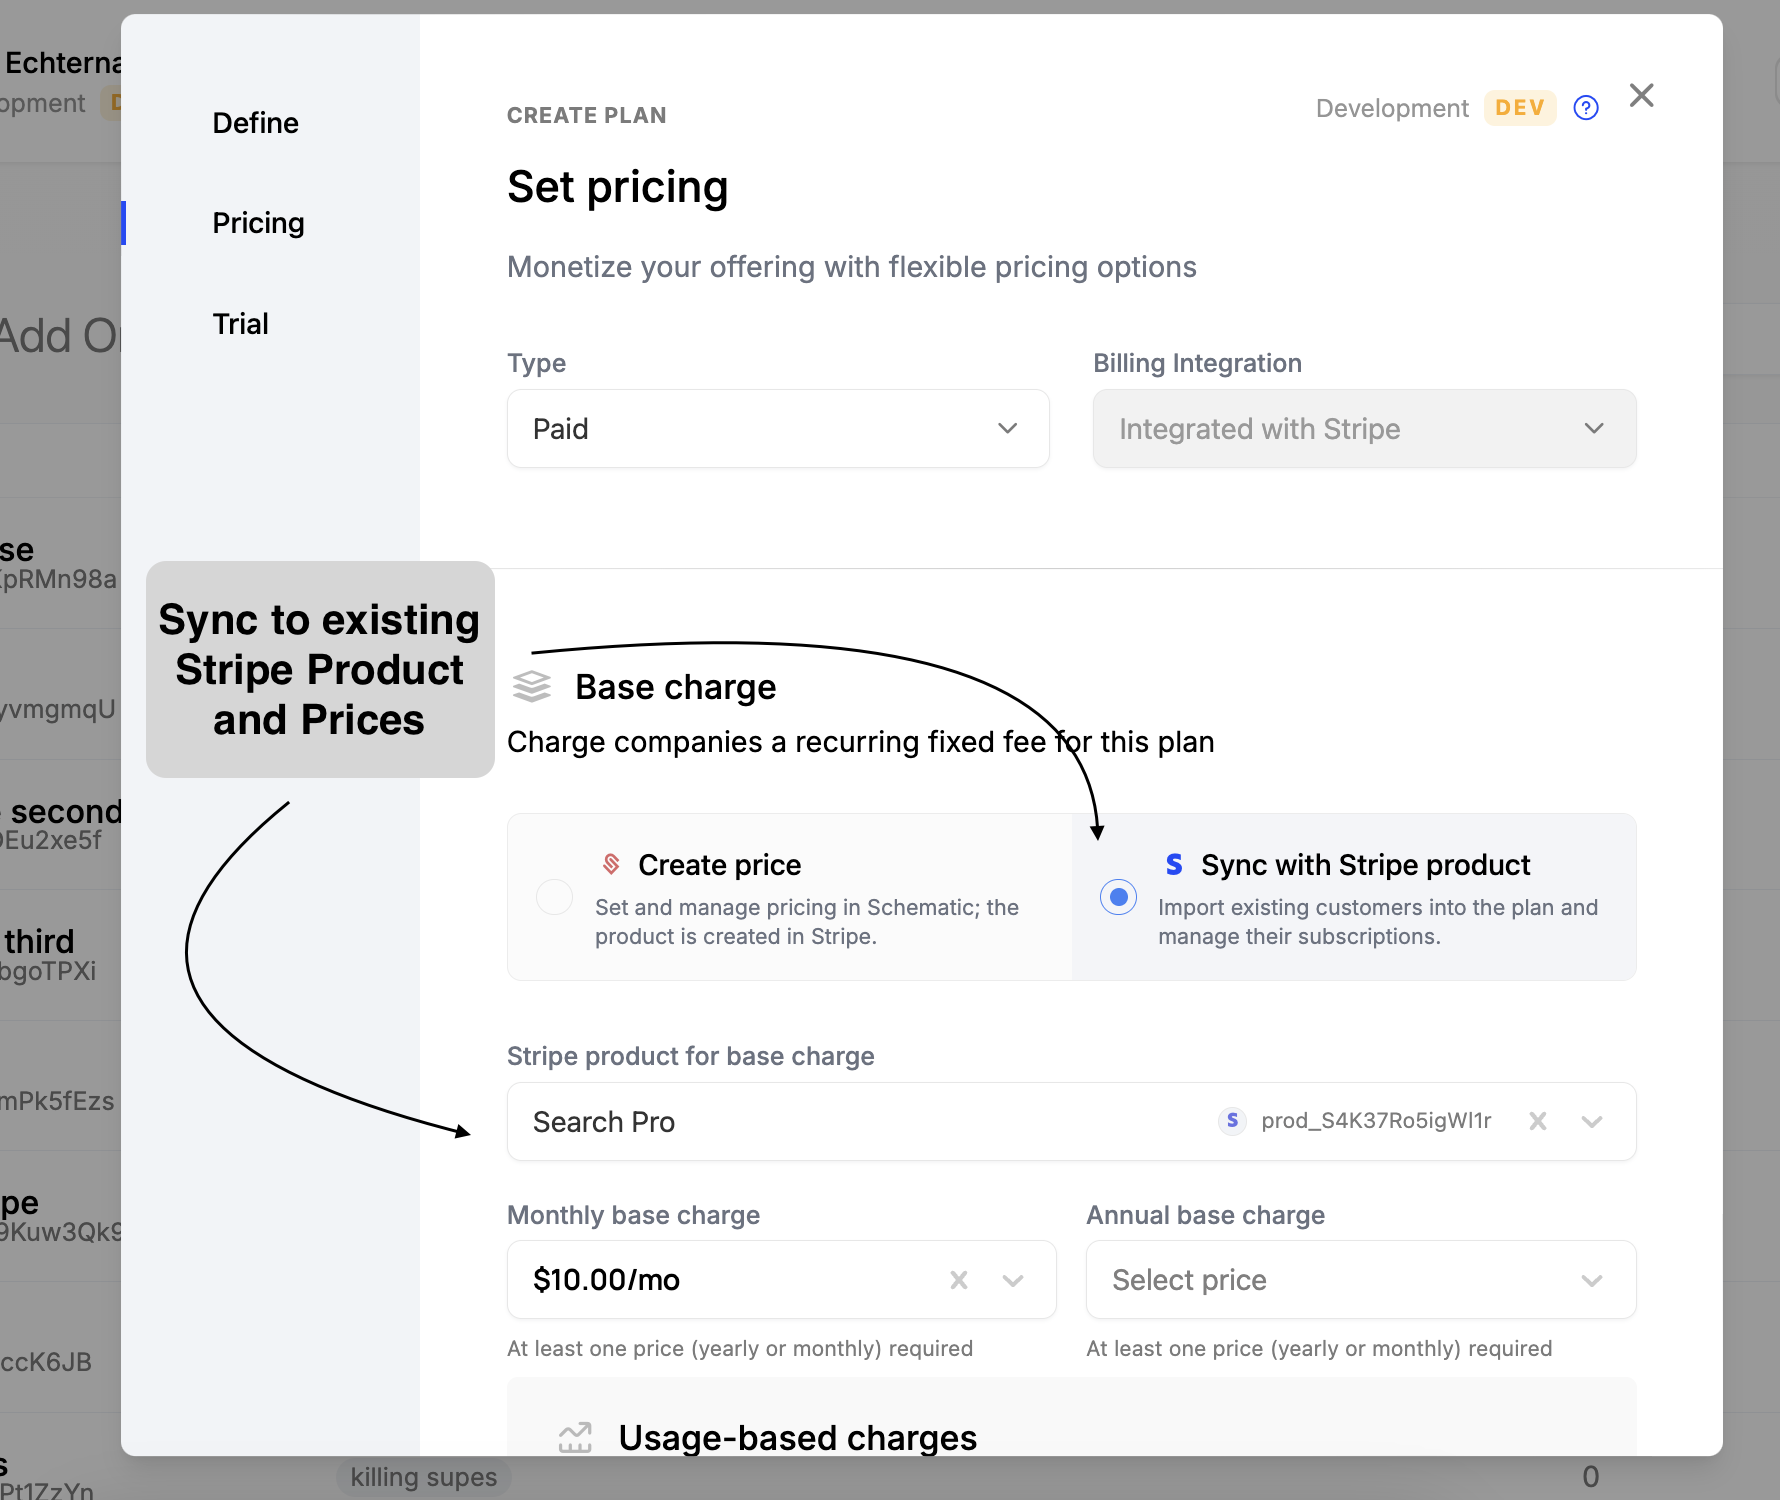 Echterna
opment
Add Or
se
pRMn98a
yvmgmqU
second
Eu2xe5f
third
bgoTPXi
mPk5fEzs
pe
9Kuw3Qk9
ccK6JB
s
Pt1ZzYn
Define
Pricing
Trial
CREATE PLAN
Development DEV
Set pricing
Monetize your offering with flexible pricing options
Type
Paid
Billing Integration
Integrated with Stripe
Sync to existing
Stripe Product
and Prices
Base charge
Charge companies a recurring fixed fee for this plan
Create price
Set and manage pricing in Schematic; the
product is created in Stripe.
S Sync with Stripe product
Import existing customers into the plan and
manage their subscriptions.
Stripe product for base charge
Search Pro S prod_S4K37Ro5igWl1r
Monthly base charge
$10.00/mo
At least one price (yearly or monthly) required
Annual base charge
Select price
At least one price (yearly or monthly) required
Usage-based charges
killing supes 0